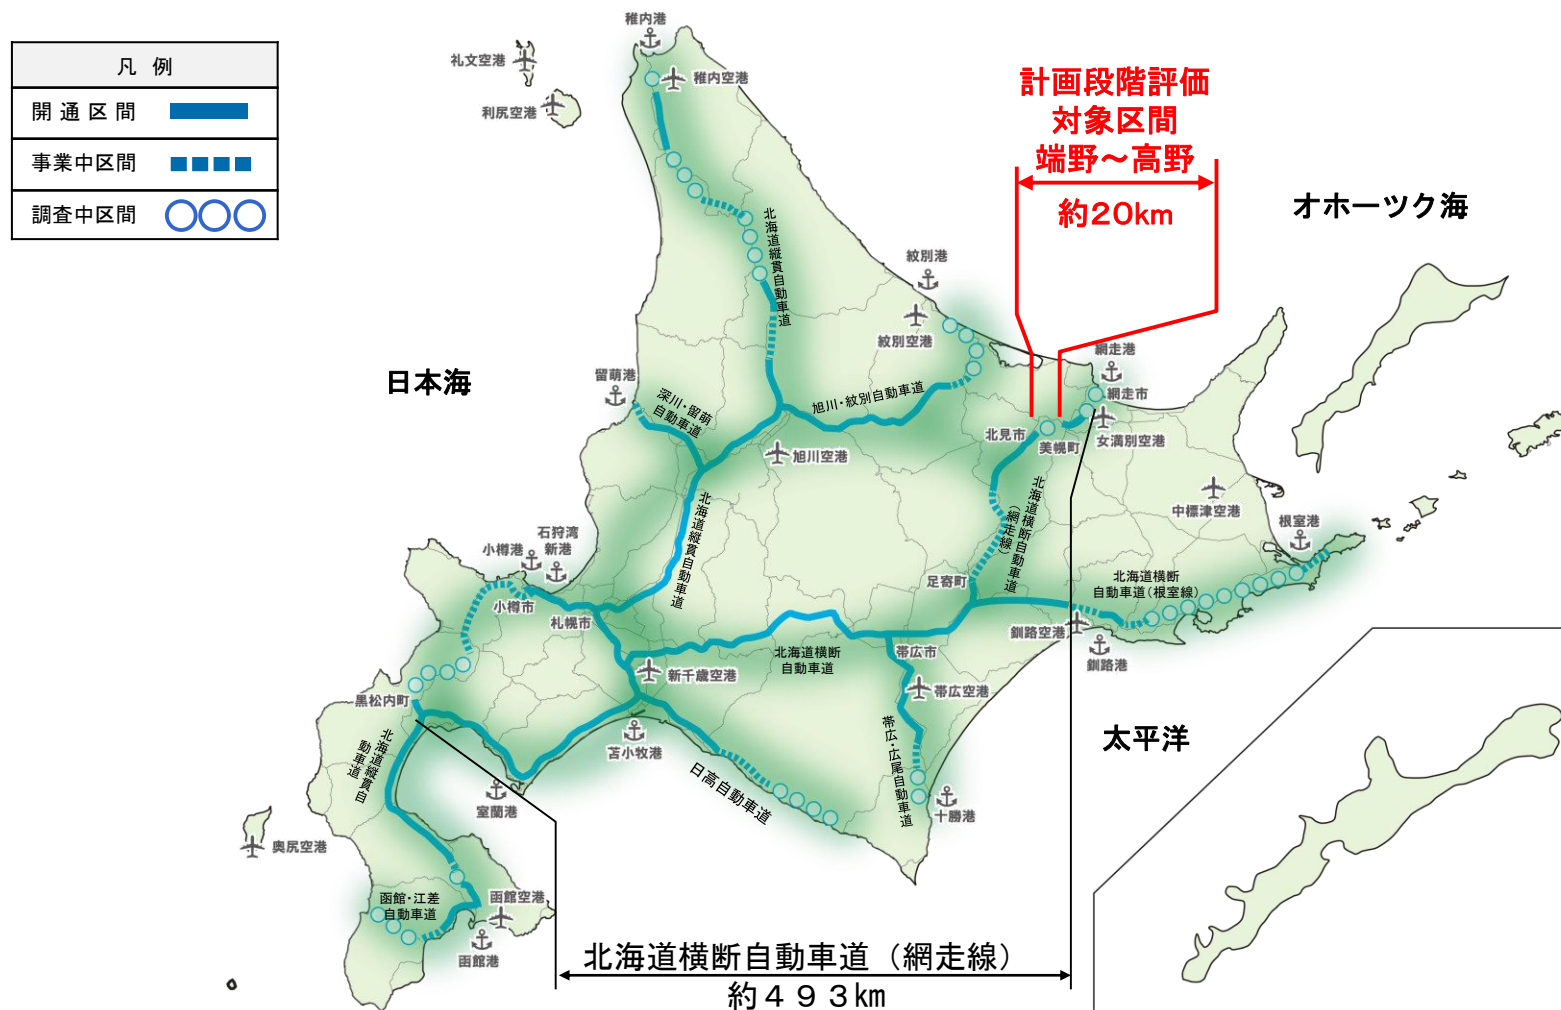 凡 例
開通区間
事業中区間
調査中区間
稚内港
礼文空港
稚内空港
利尻空港
計画段階評価
対象区間
端野~高野
約20km
オホーツク海
北海道縦貫自動車道
紋別港
紋別空港
日本海
留萌港
深川・留萌
自動車道
旭川・紋別自動車道
網走港
網走市
北見市
美幌町
女満別空港
旭川空港
中標津空港
根室港
北海道縦貫自動車道
北海道横断自動車道
(網走線)
石狩湾
新港
小樽港
小樽市
札幌市
足寄町
北海道横断
自動車道(根室線)
釧路空港
釧路港
新千歳空港
北海道横断
自動車道
帯広市
帯広空港
黒松内町
北海道縦貫自
動車道
苫小牧港
室蘭港
日高自動車道
帯広・広尾自動車道
十勝港
太平洋
奥尻空港
函館・江差
自動車道
函館空港
函館港
北海道横断自動車道(網走線)
約493km